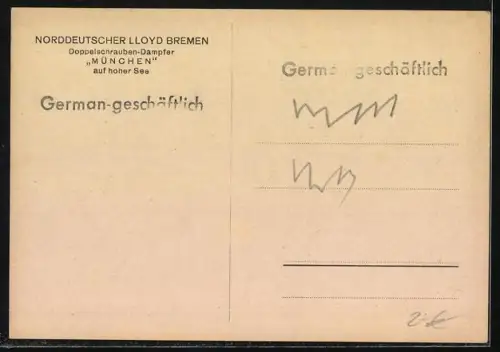 NORDDEUTSCHER LLOYD BREMEN
Doppelschrauben-Dampfer
„MÜNCHEN"
auf hoher See
German-geschäftlich
German-geschäftlich